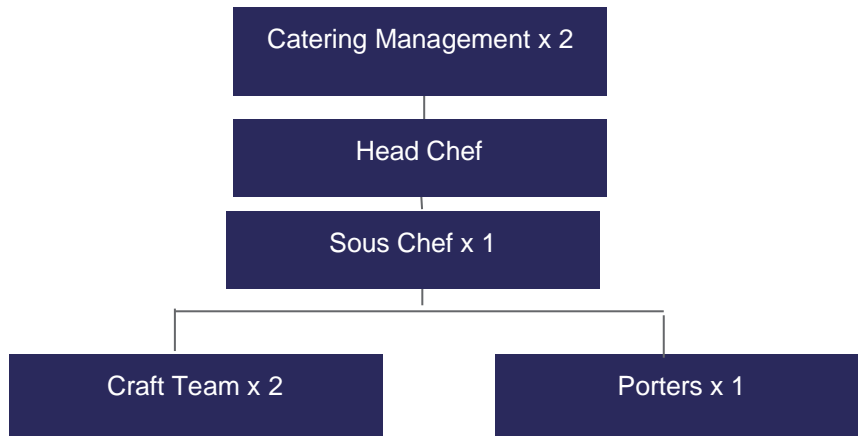 Catering Management x 2
Head Chef
Sous Chef x 1
Craft Team x 2
Porters x 1